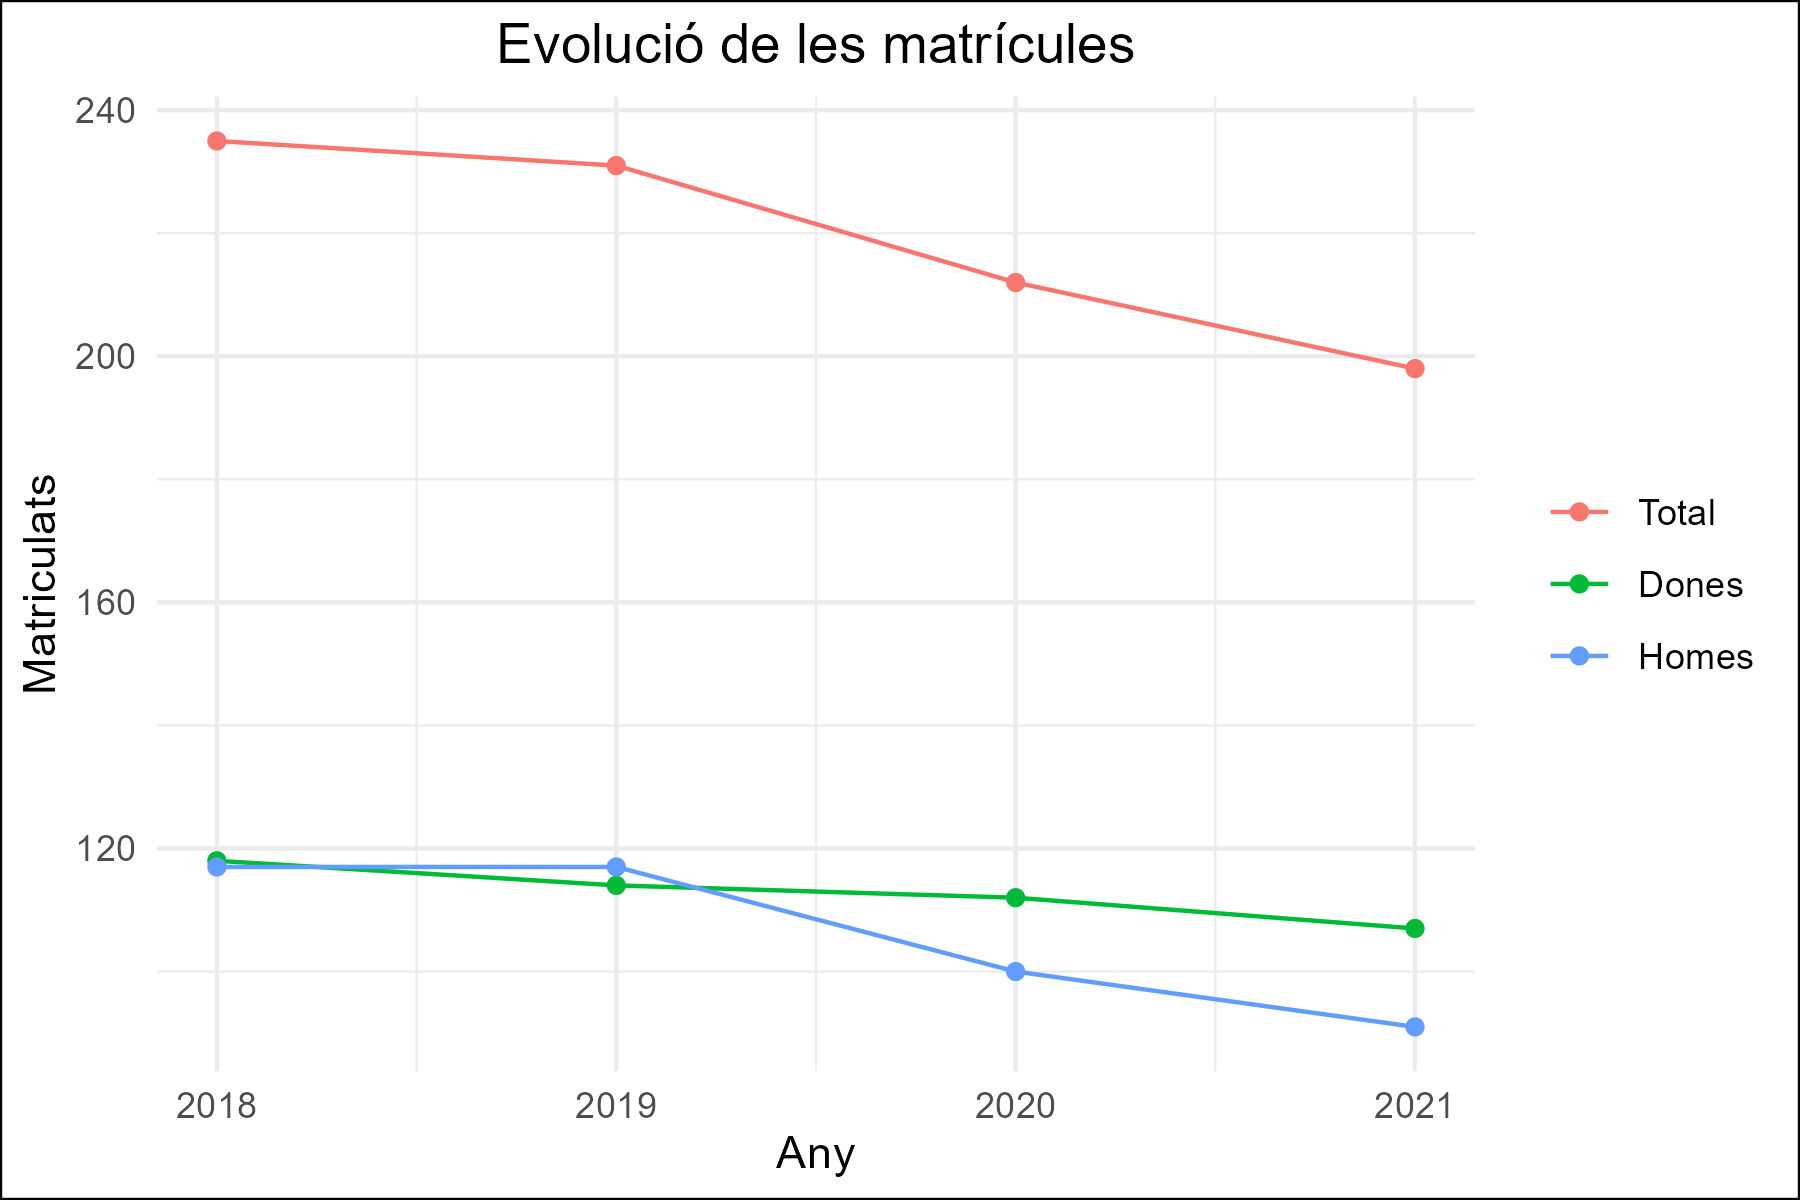 Evolució de les matrícules
240
200
160
120
Matriculats
2018 2019 2020 2021
Any
Total
Dones
Homes